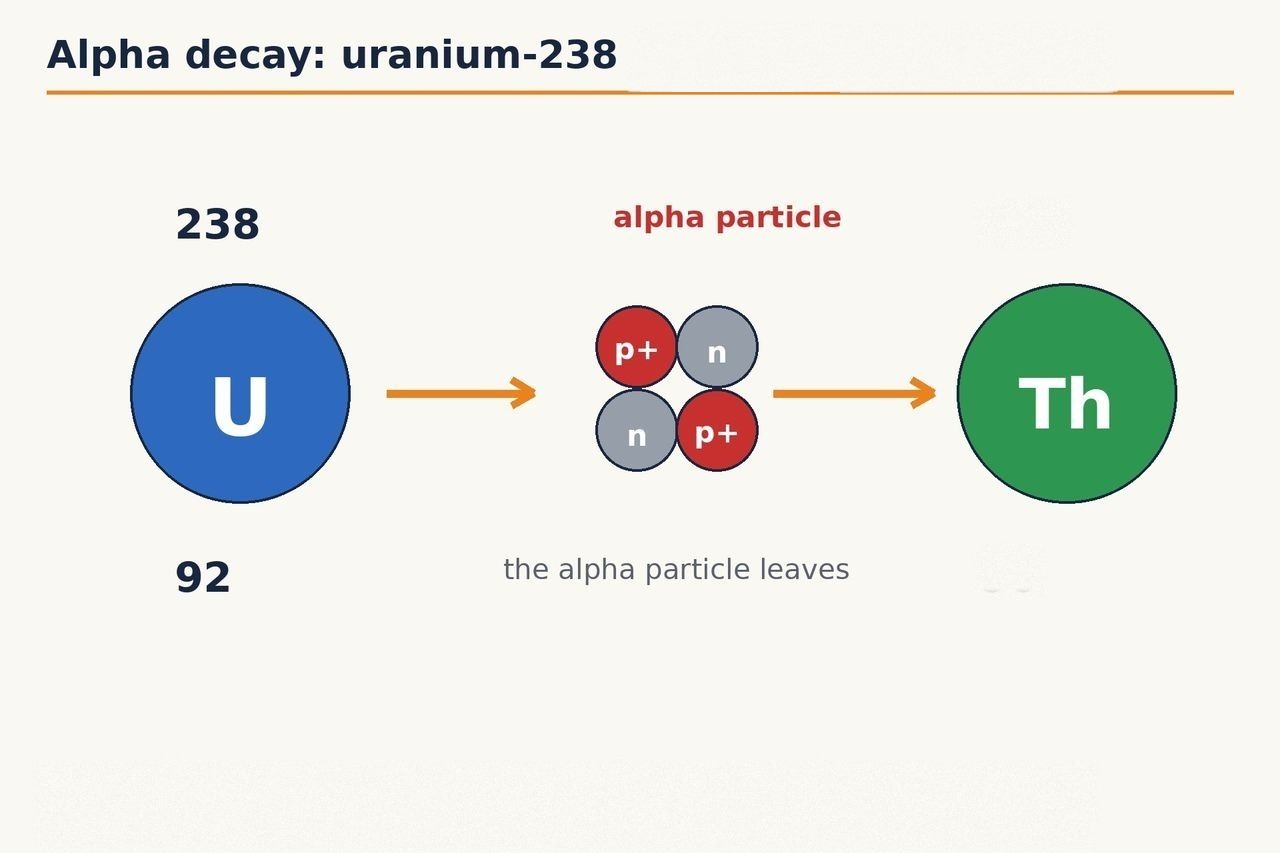 Alpha decay: uranium-238
238
alpha particle
p+ n
U
Th
n p+
92
the alpha particle leaves